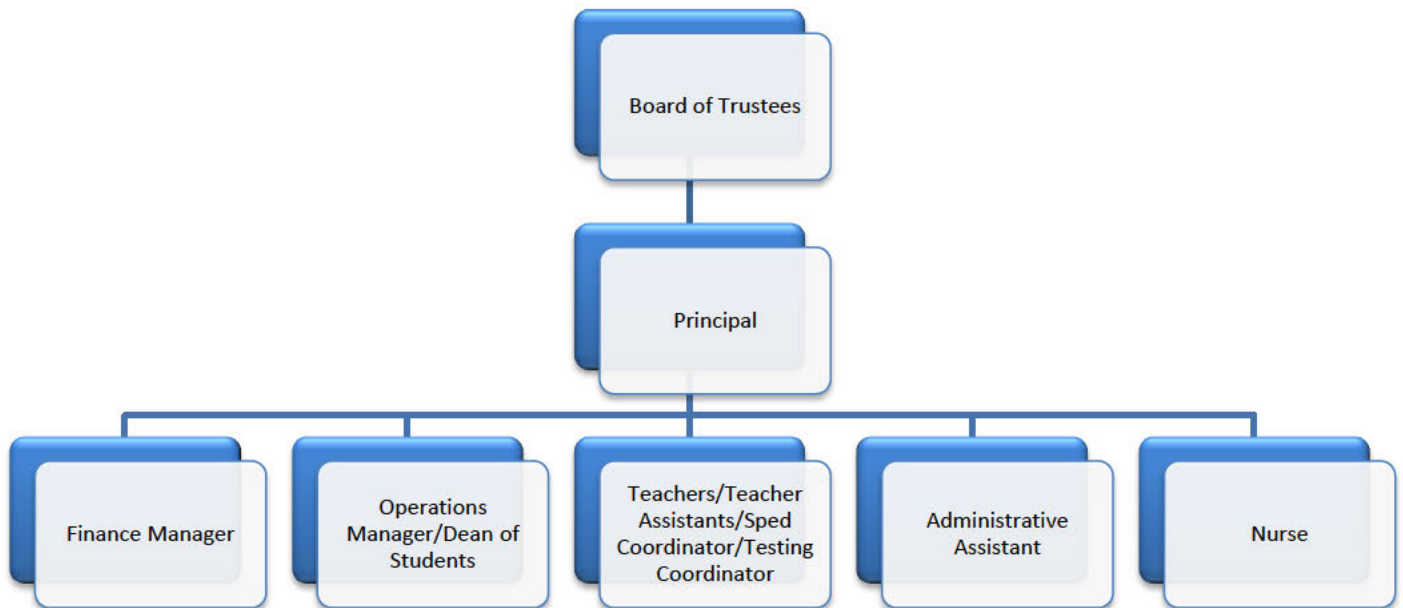 Board of Trustees
Principal
Finance Manager
Operations
Manager/Dean of
Students
Teachers/Teacher
Assistants/Sped
Coordinator/Testing
Coordinator
Administrative
Assistant
Nurse